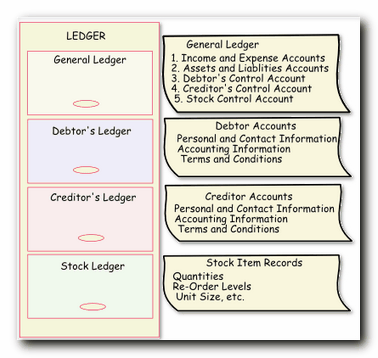 LEDGER
General Ledger
Debtor's Ledger
Creditor's Ledger
Stock Ledger
General Ledger
1. Income and Expense Accounts
2. Assets and Liablities Accounts
3. Debtor's Control Account
4. Creditor's Control Account
5. Stock Control Account
Debtor Accounts
Personal and Contact Information
Accounting Information
Terms and Conditions
Creditor Accounts
Personal and Contact Information
Accounting Information
Terms and Conditions
Stock Item Records
Quantities
Re-Order Levels
Unit Size, etc.